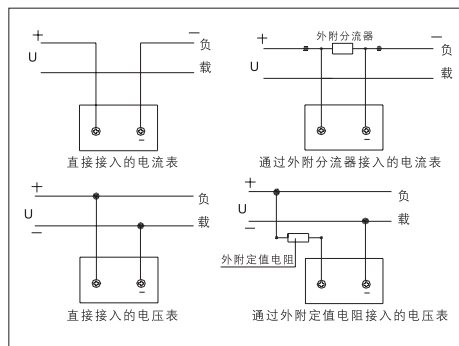 + — 负
U
载
-
直接接入的电流表
外附分流器
+ — 负
U
载
-
通过外附分流器接入的电流表
+ 负
U
— 载
-
直接接入的电压表
+ 负
U
— 载
外附定值电阻
-
通过外附定值电阻接入的电压表